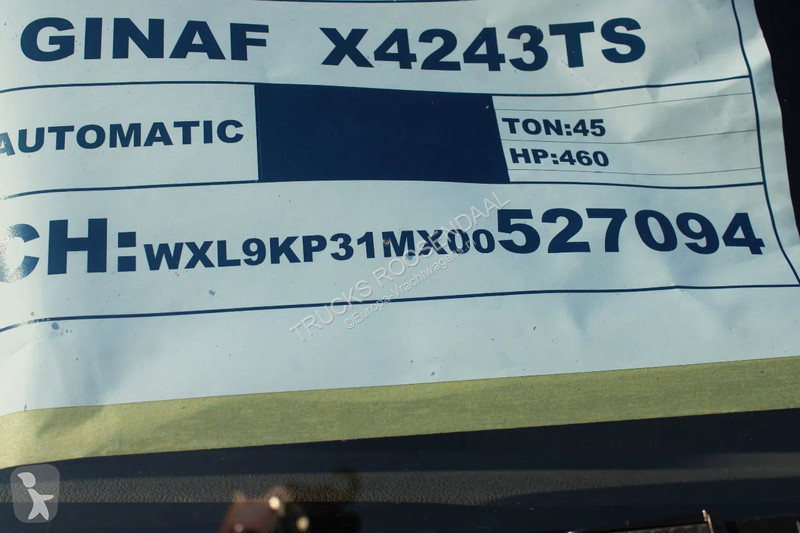 GINAF X4243TS
AUTOMATIC
TON:45
HP:460
CH:WXL9KP31MX00527094
TRUCKS ROOSENDAAL